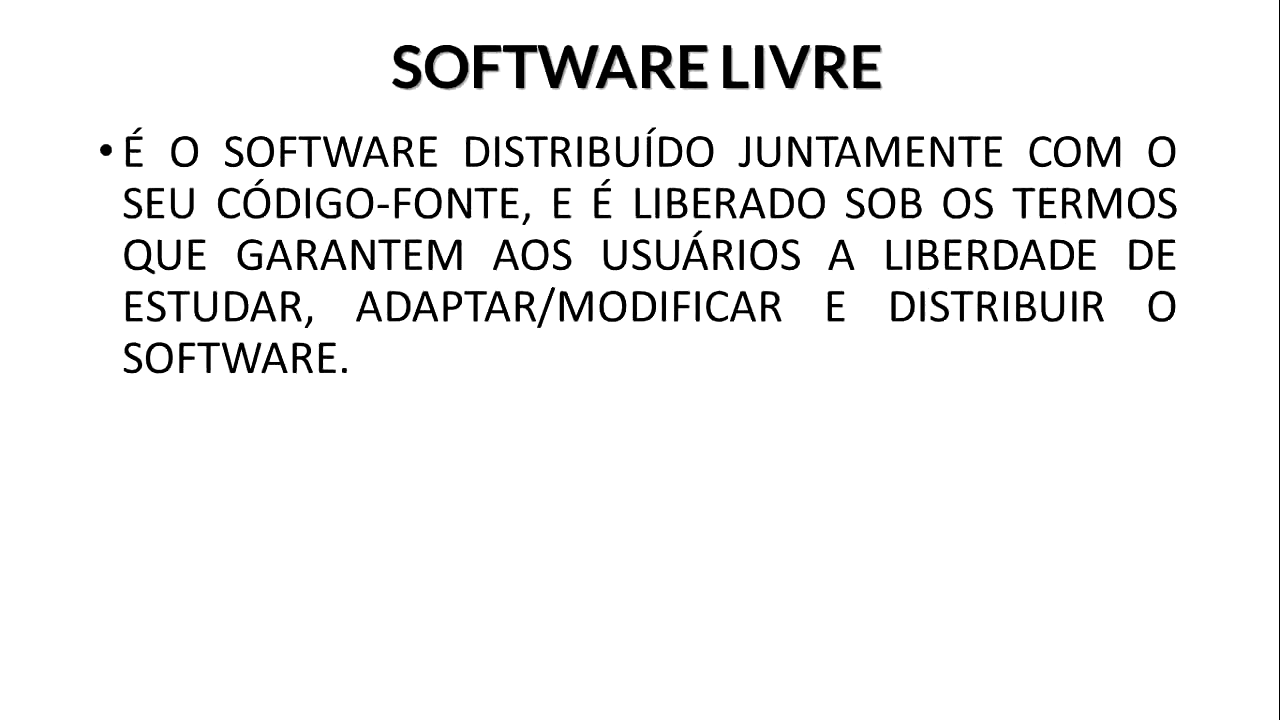 SOFTWARE LIVRE
• É O SOFTWARE DISTRIBUÍDO JUNTAMENTE COM O
SEU CÓDIGO-FONTE, E É LIBERADO SOB OS TERMOS
QUE GARANTEM AOS USUÁRIOS A LIBERDADE DE
ESTUDAR, ADAPTAR/MODIFICAR E DISTRIBUIR O
SOFTWARE.